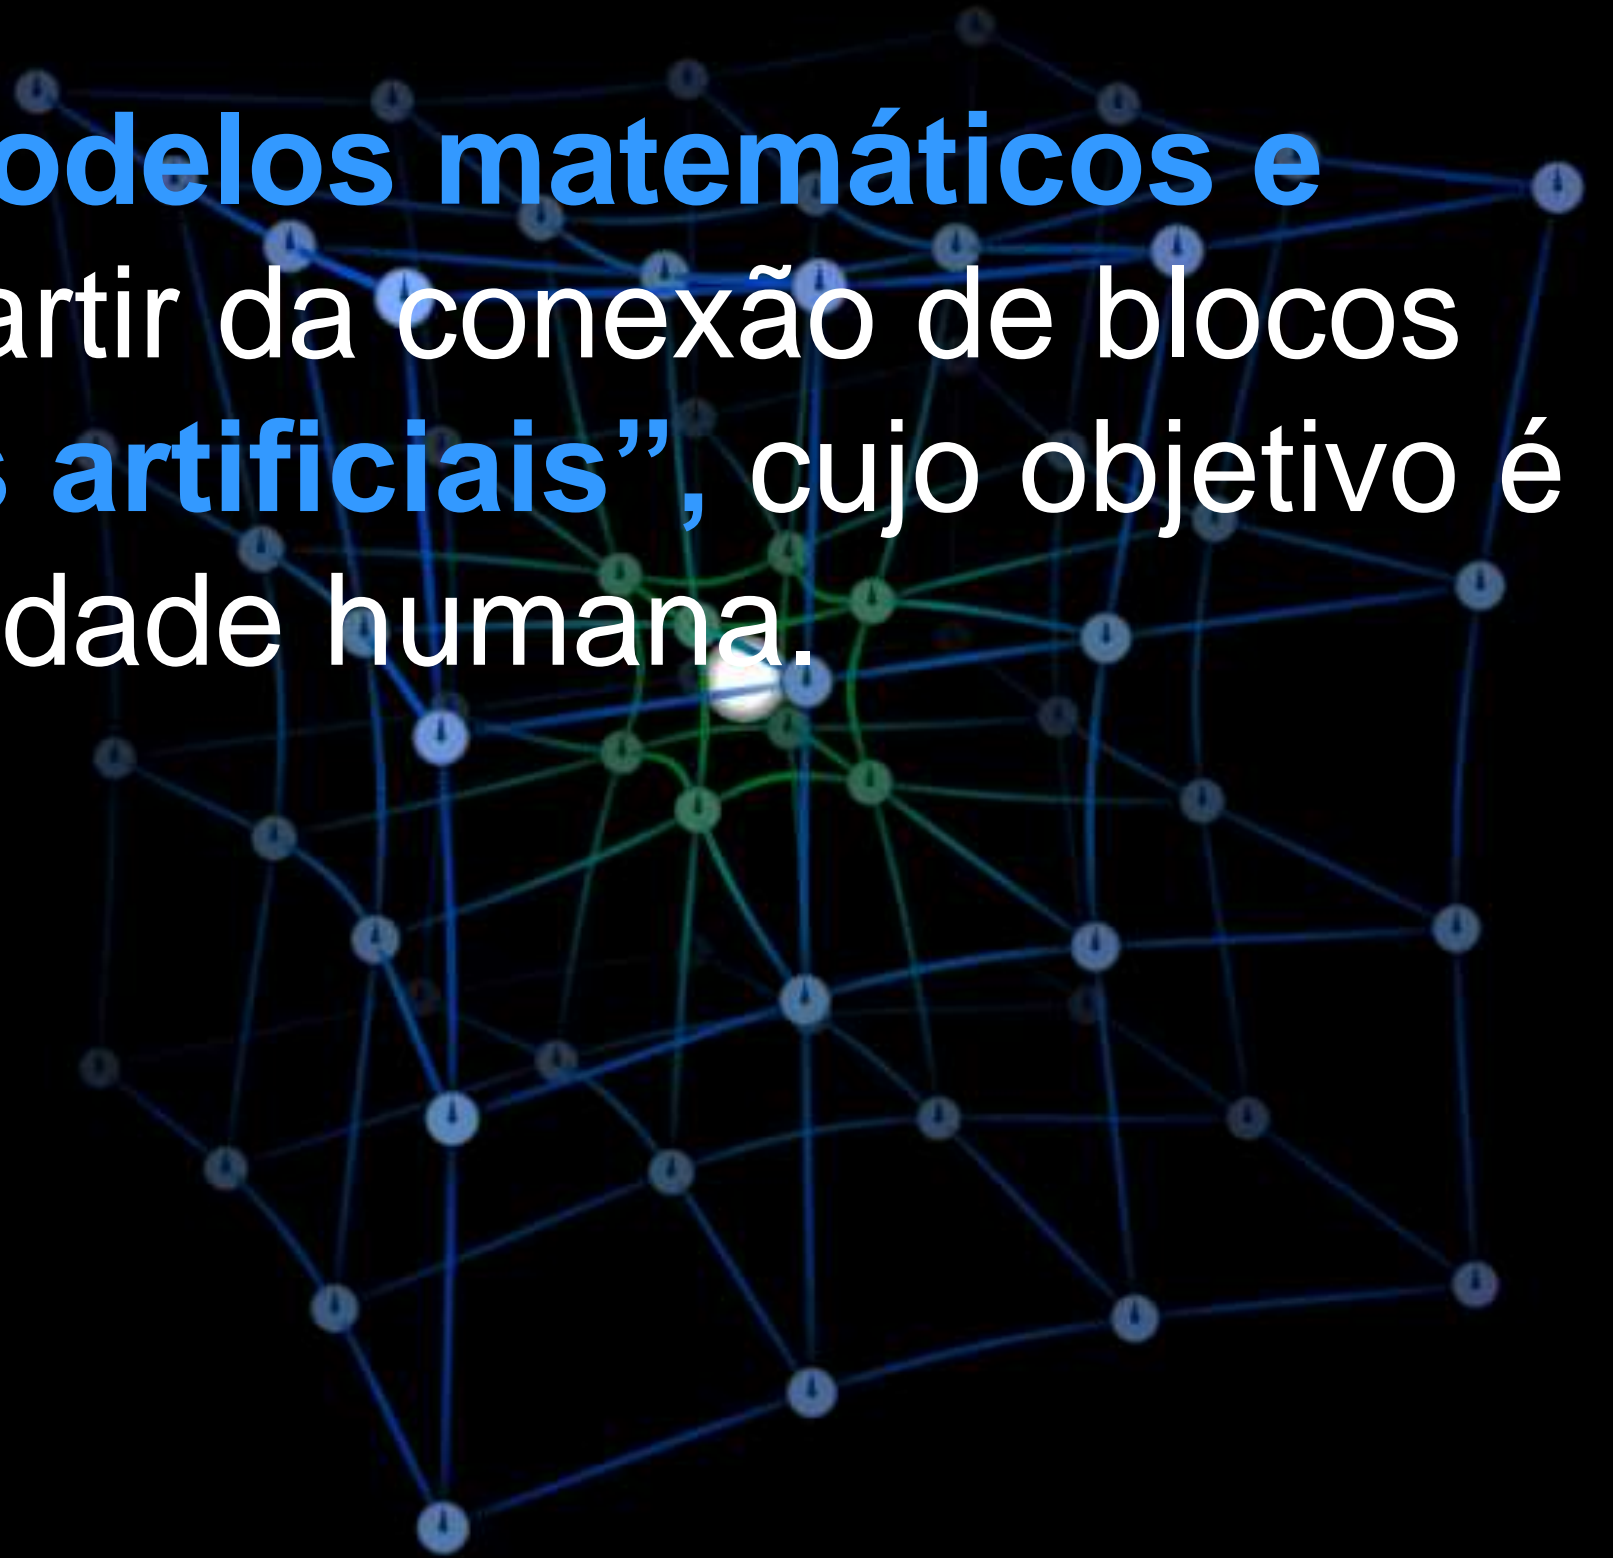 odelos matemáticos e
artir da conexão de blocos
s artificiais”, cujo objetivo é
dade humana.